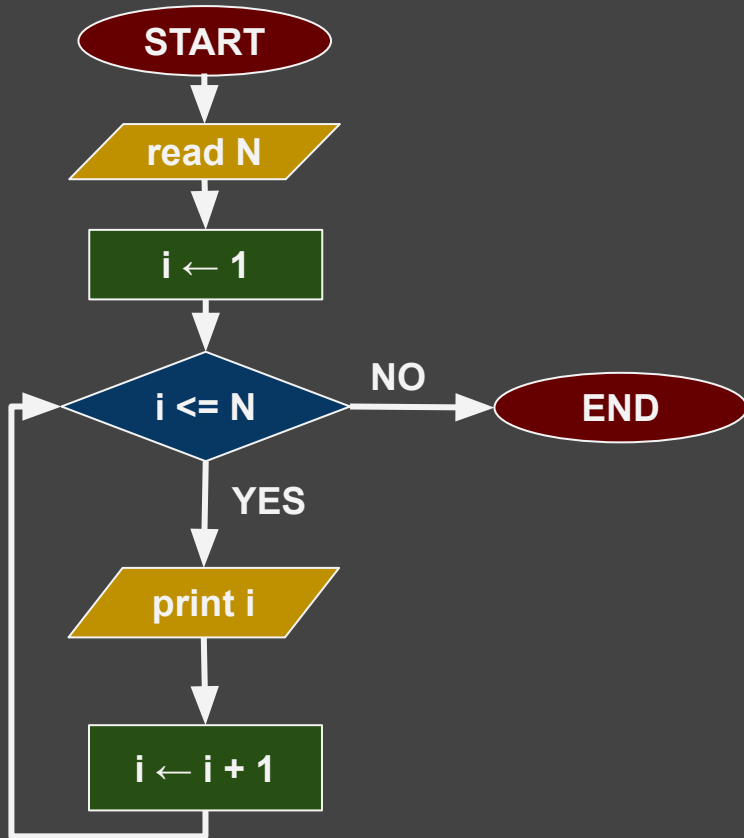 START
read N
i ← 1
i <= N
NO
END
YES
print i
i ← i + 1